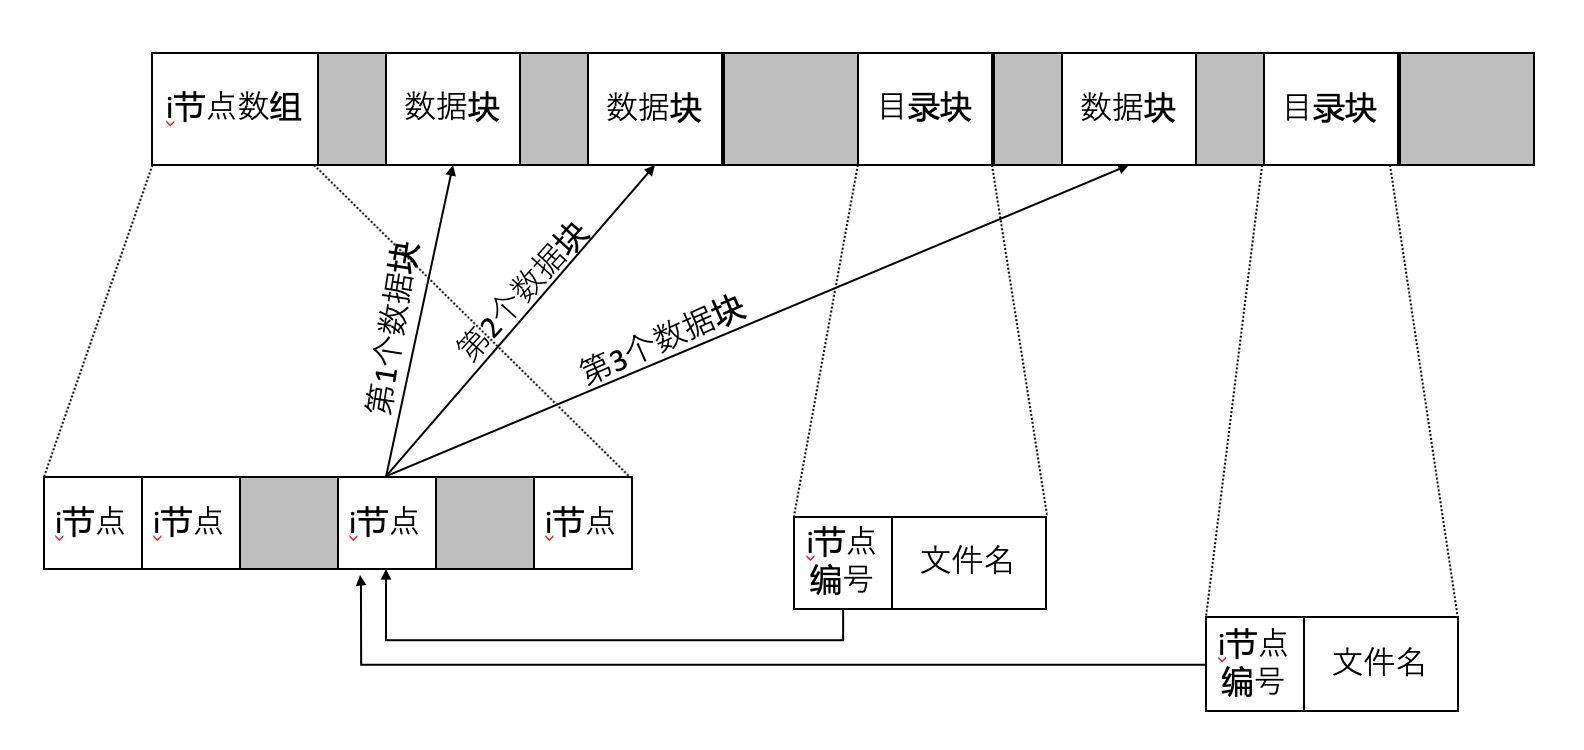 i节点数组
数据块
数据块
目录块
数据块
目录块
第1个数据块
第2个数据块
第3个数据块
i节点
i节点
i节点
i节点
i节点
编号
文件名
i节点
编号
文件名